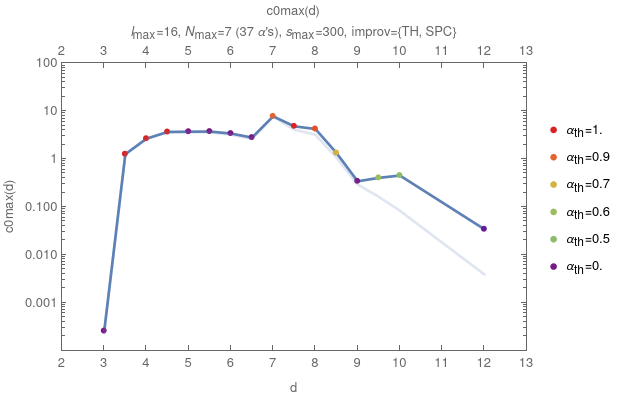 c0max(d)
lmax=16, Nmax=7 (37 α's), smax=300, improv={TH, SPC}
2 3 4 5 6 7 8 9 10 11 12 13
100
10
1
0.100
0.010
0.001
c0max(d)
2 3 4 5 6 7 8 9 10 11 12 13
d
αth=1.
αth=0.9
αth=0.7
αth=0.6
αth=0.5
αth=0.